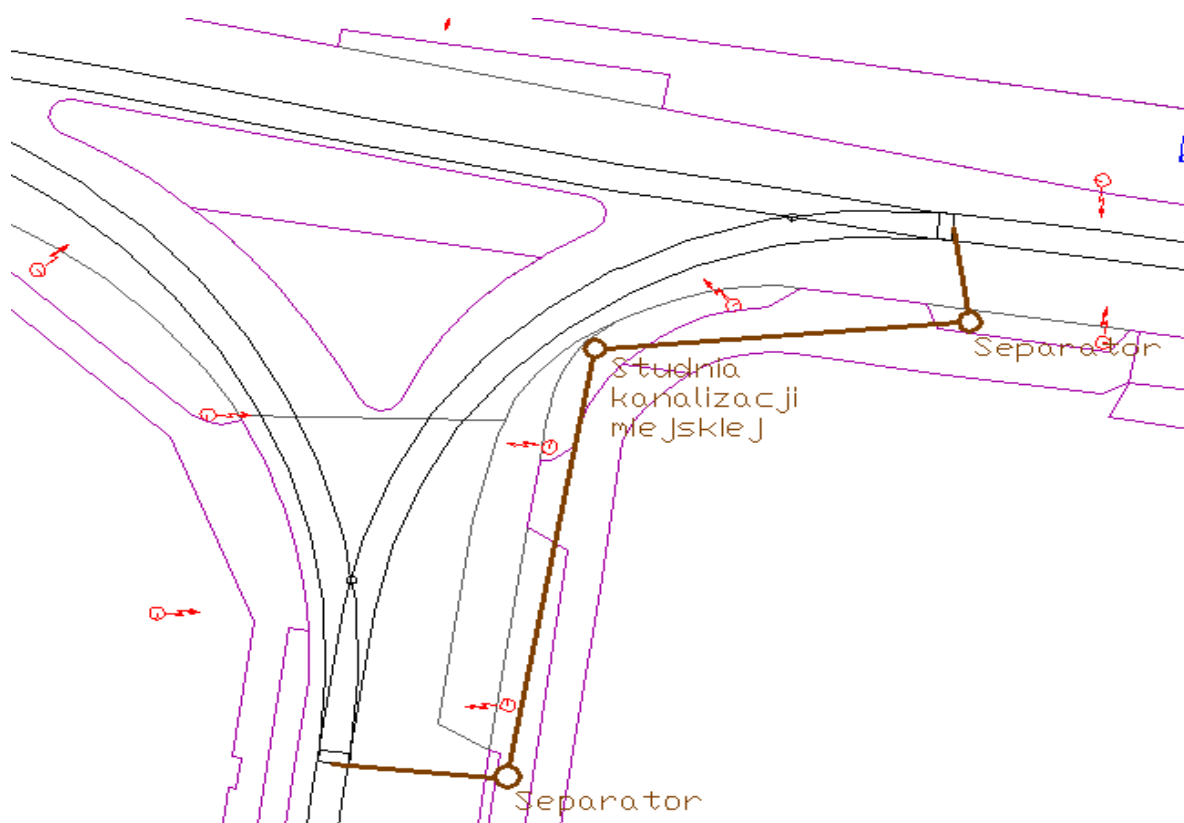 Separator
Studnia
kanalizacji
miejskiej
Separator